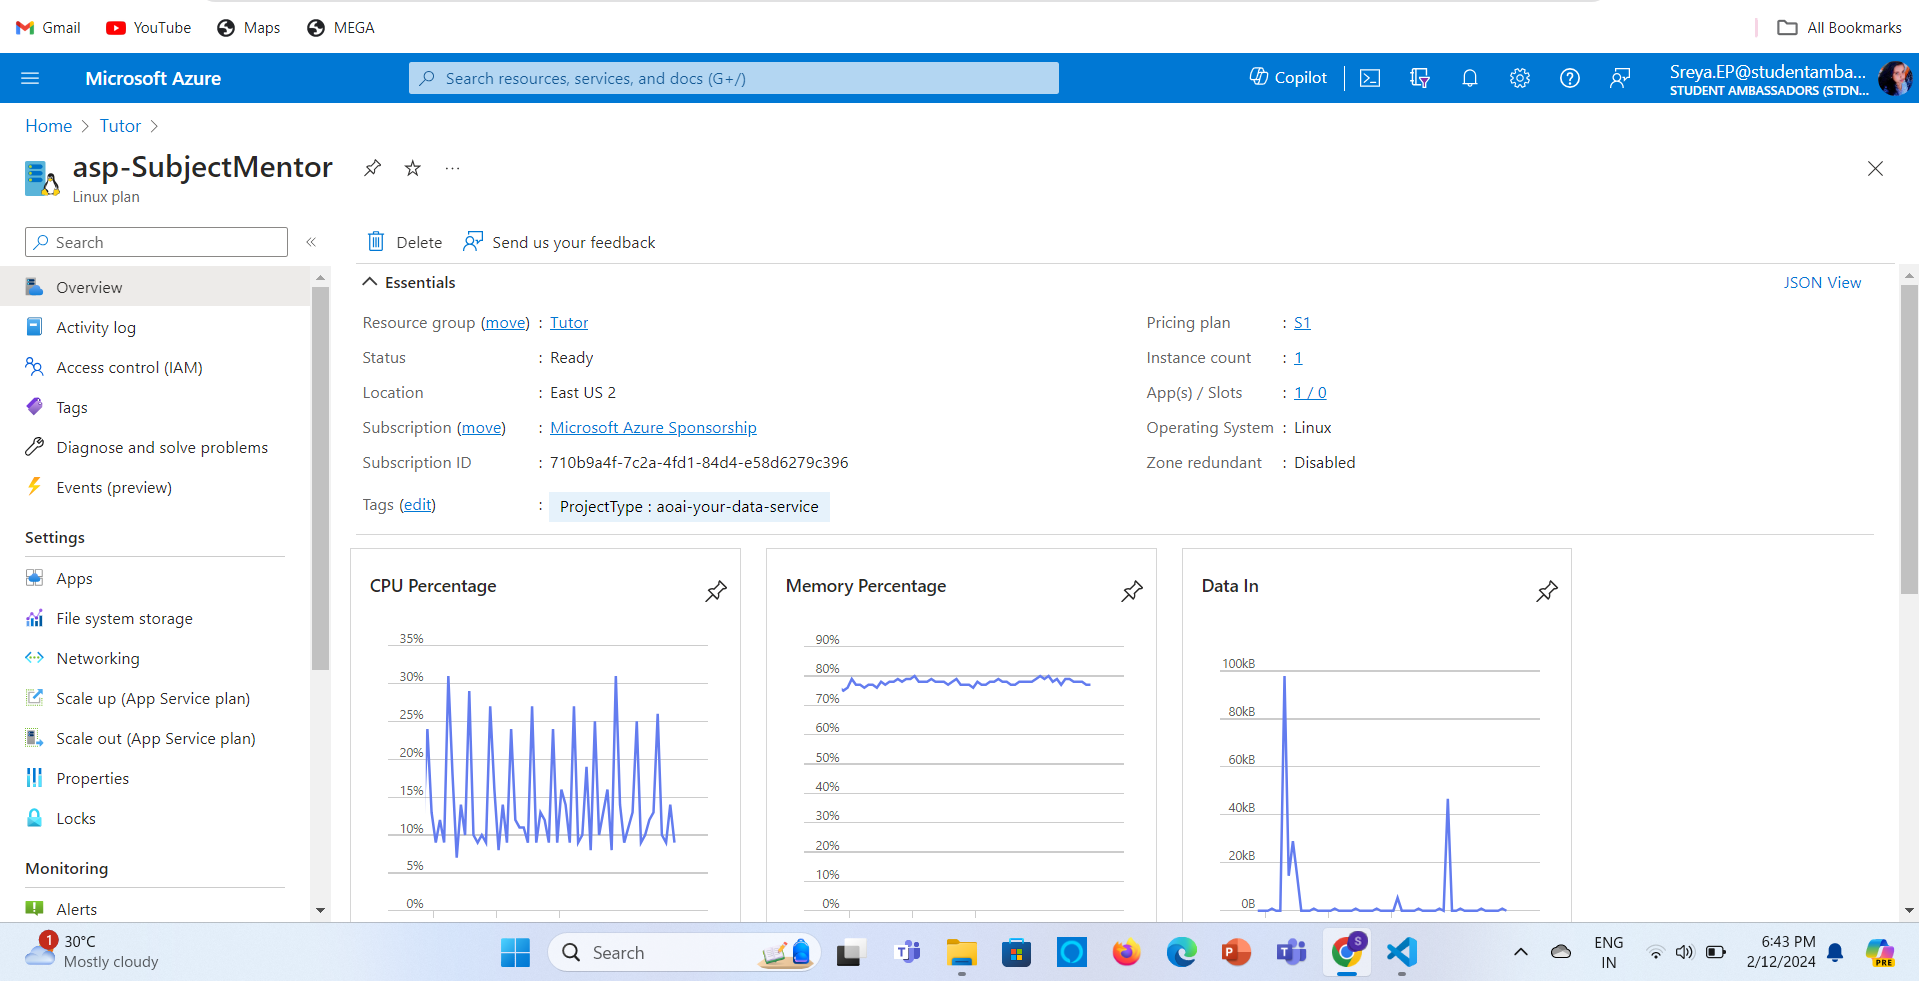 Gmail YouTube Maps MEGA All Bookmarks
Microsoft Azure Search resources, services, and docs (G+/) Copilot Sreya.EP@studentamba...
STUDENT AMBASSADORS (STDN...
Home > Tutor >
asp-SubjectMentor ...
Linux plan
Search «
Delete Send us your feedback
Overview
Activity log
Access control (IAM)
Tags
Diagnose and solve problems
Events (preview)
Settings
Apps
File system storage
Networking
Scale up (App Service plan)
Scale out (App Service plan)
Properties
Locks
Monitoring
Alerts
Essentials JSON View
Resource group (move) : Tutor
Status : Ready
Location : East US 2
Subscription (move) : Microsoft Azure Sponsorship
Subscription ID : 710b9a4f-7c2a-4fd1-84d4-e58d6279c396
Tags (edit) : ProjectType : aoai-your-data-service
Pricing plan : S1
Instance count : 1
App(s) / Slots : 1 / 0
Operating System : Linux
Zone redundant : Disabled
CPU Percentage
35%
30%
25%
20%
15%
10%
5%
0%
Memory Percentage
90%
80%
70%
60%
50%
40%
30%
20%
10%
0%
Data In
100kB
80kB
60kB
40kB
20kB
0B
1
30°C
Mostly cloudy
Search
S
ENG
IN
6:43 PM
2/12/2024
PRE